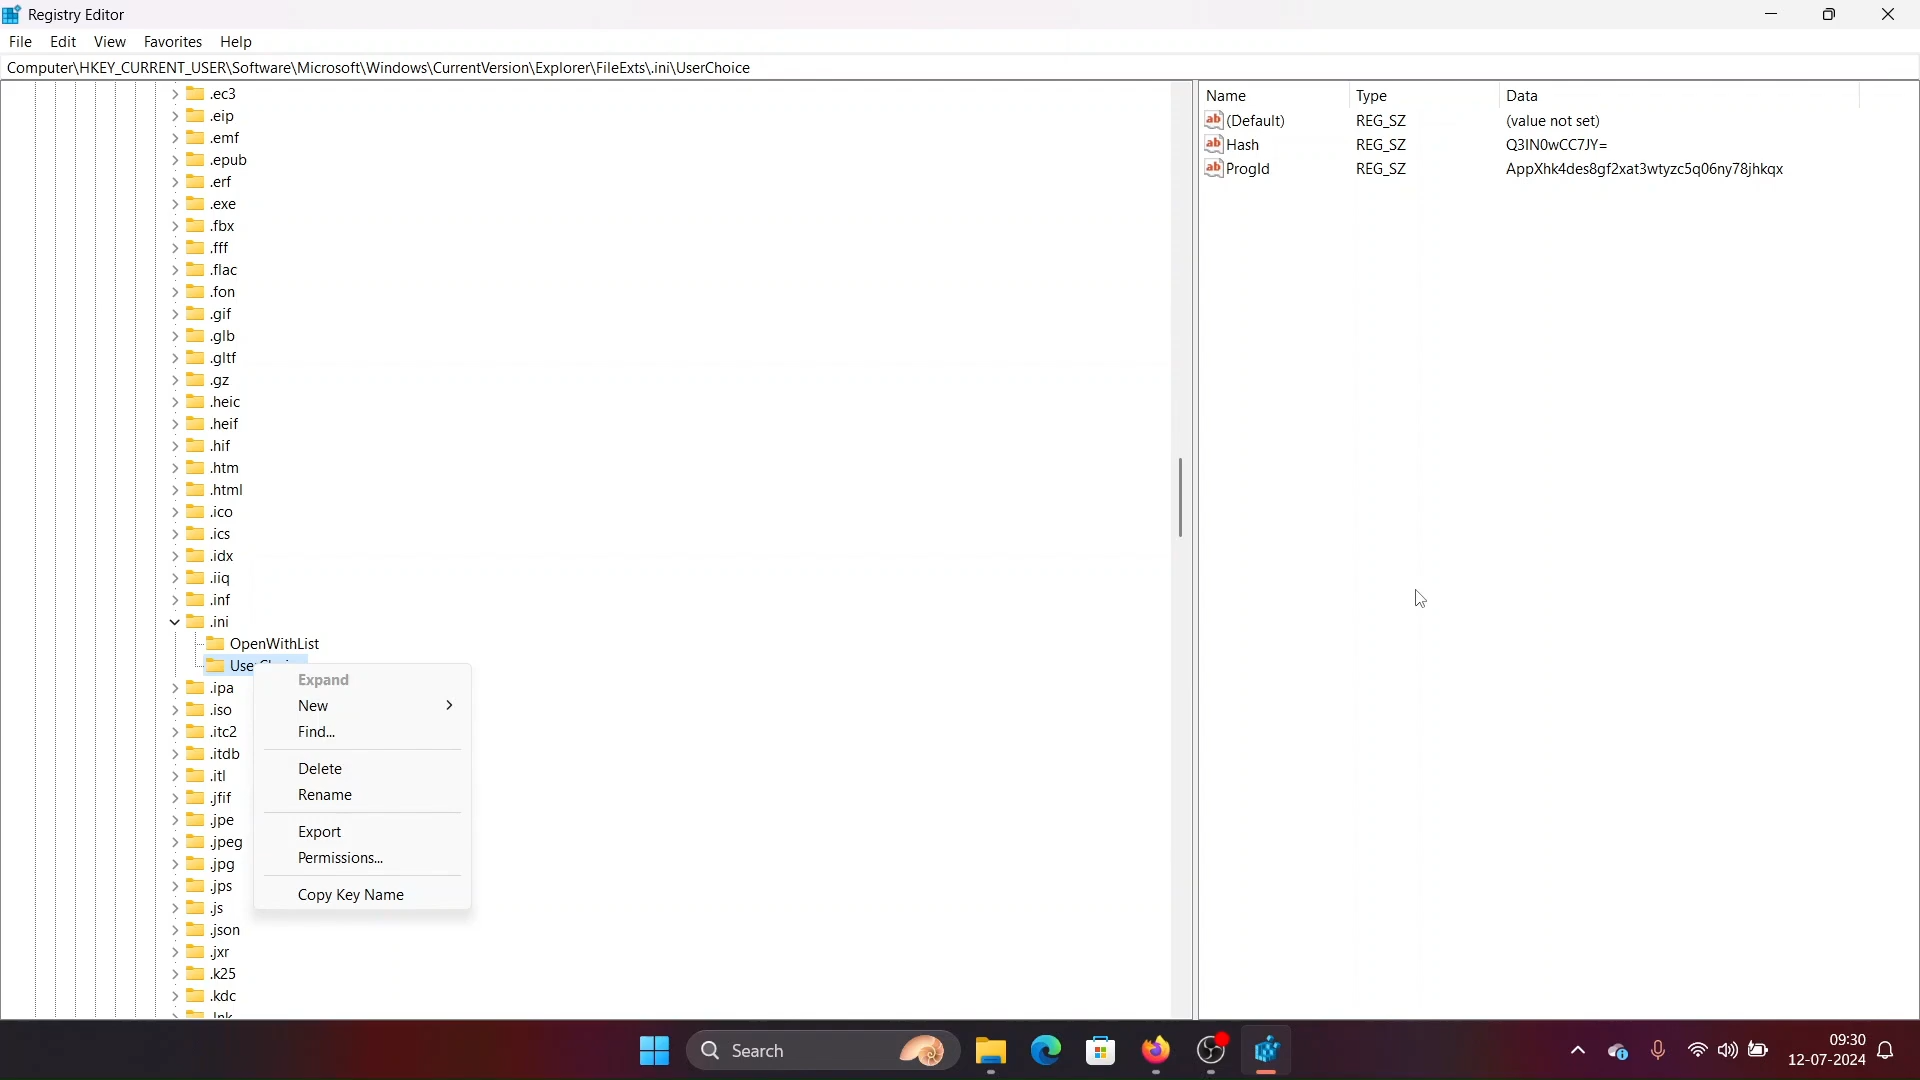 Registry Editor
File Edit View Favorites Help
Computer\HKEY_CURRENT_USER\Software\Microsoft\Windows\CurrentVersion\Explorer\FileExts\.ini\UserChoice
.ec3
.eip
.emf
.epub
.erf
.exe
.fbx
.fff
.flac
.fon
.gif
.glb
.gltf
.gz
.heic
.heif
.hif
.htm
.html
.ico
.ics
.idx
.iiq
.inf
.ini
OpenWithList
.ipa
.iso
.itc2
.itdb
.itl
.jfif
.jpe
.jpeg
.jpg
.jps
.js
.json
.jxr
.k25
.kdc
Expand
New
Find...
Delete
Rename
Export
Permissions...
Copy Key Name
Name Type Data
(Default) REG_SZ (value not set)
Hash REG_SZ Q3IN0wCC7JY=
ProgId REG_SZ AppXhk4des8gf2xat3wtyzc5q06ny78jhkqx
Search
09:30
12-07-2024